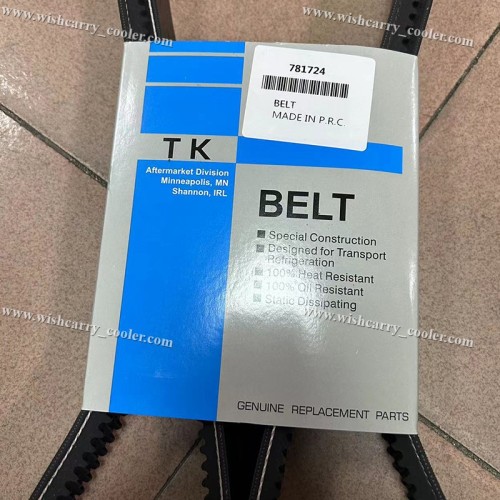 www.wishcarry_cooler.com
www.wishcarry_cooler.com
781724
BELT
MADE IN P.R.C.
TK
Aftermarket Division
Minneapolis, MN
Shannon, IRL
BELT
Special Construction
Designed for Transport
Refrigeration
100% Heat Resistant
100% Oil Resistant
Static Dissipating
www.wishcarry_cooler.com
www.wishcarry_cooler.com
GENUINE REPLACEMENT PARTS